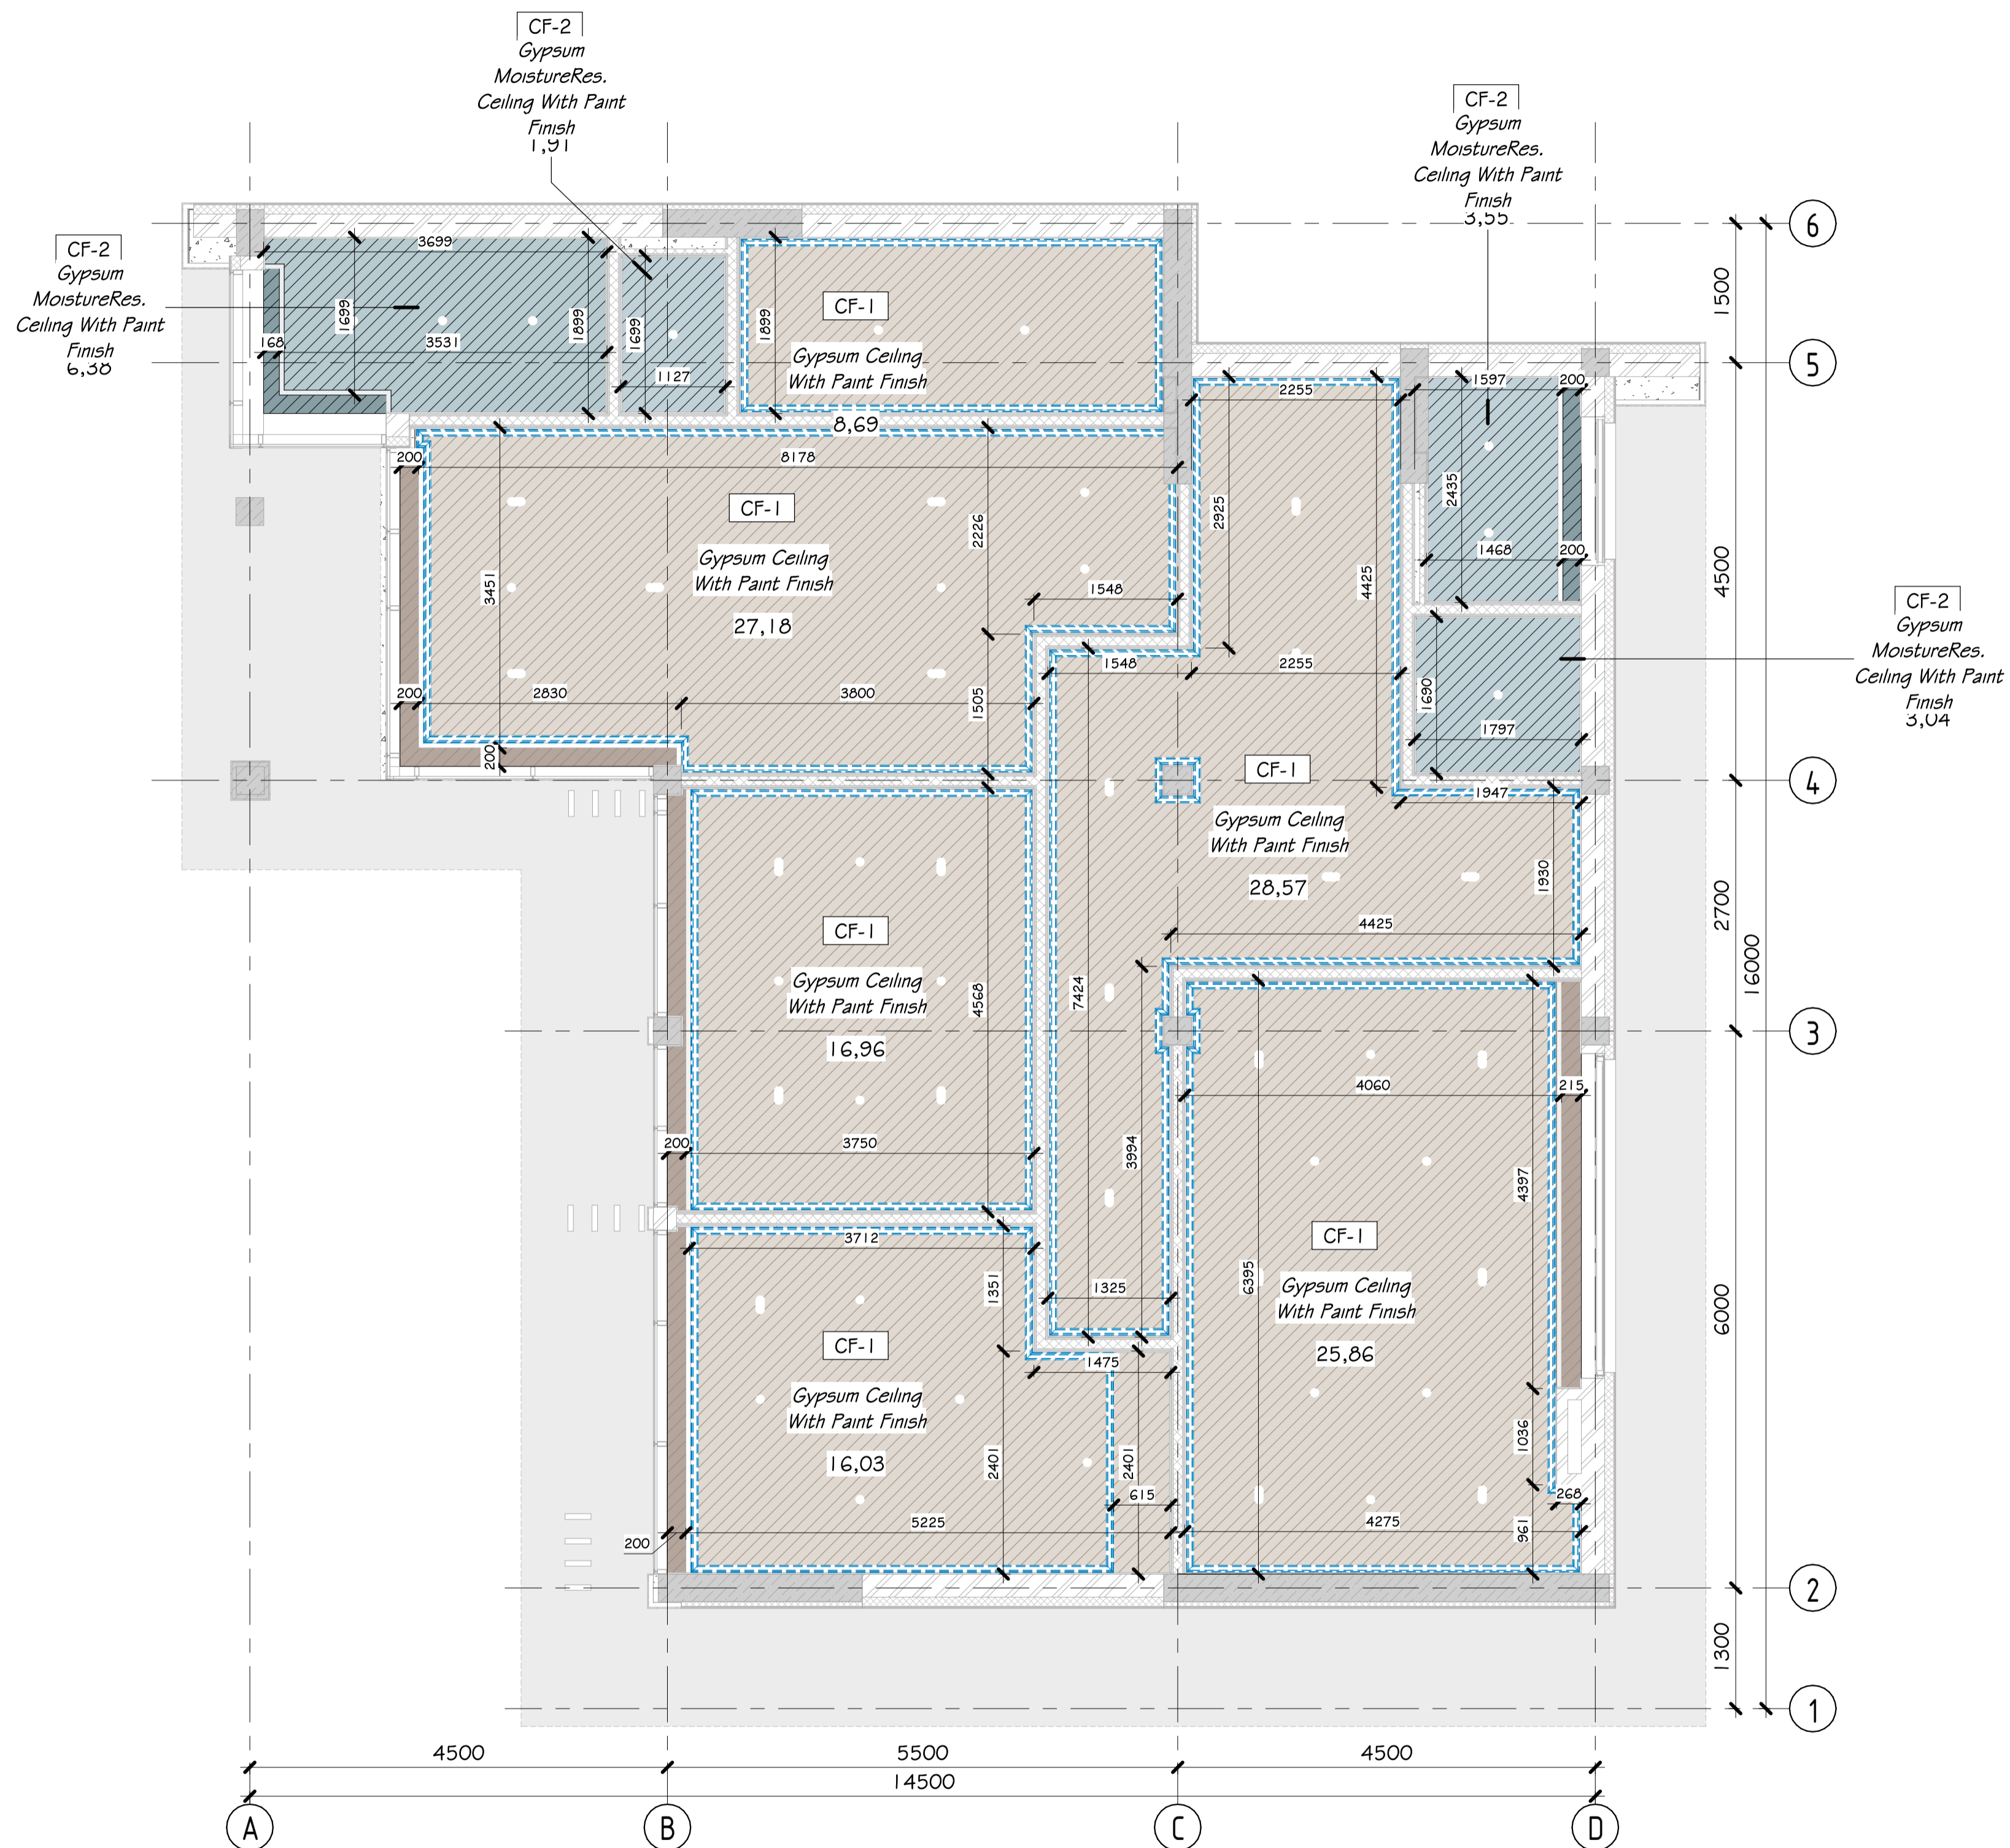 CF-2
Gypsum
MoistureRes.
Ceiling With Paint
Finish
1,91
CF-2
Gypsum
MoistureRes.
Ceiling With Paint
Finish
3,55
CF-2
Gypsum
MoistureRes.
Ceiling With Paint
Finish
6,38
3699
1699
1899
168
3531
1699
1127
1899
CF-1
Gypsum Ceiling
With Paint Finish
8,69
2255
1597
200
2435
1468
200
200
8178
CF-1
Gypsum Ceiling
With Paint Finish
27,18
3451
2226
1548
2925
4425
1548
2255
200
2830
3800
1505
200
CF-2
Gypsum
MoistureRes.
Ceiling With Paint
Finish
3,04
1690
1797
CF-1
Gypsum Ceiling
With Paint Finish
28,57
1947
1930
4425
CF-1
Gypsum Ceiling
With Paint Finish
16,96
4568
7424
3994
200
3750
4060
215
4397
6395
CF-1
Gypsum Ceiling
With Paint Finish
25,86
3712
1351
1325
1475
CF-1
Gypsum Ceiling
With Paint Finish
16,03
2401
2401
615
5225
200
1036
268
4275
961
6
1500
5
4500
4
2700
16000
3
6000
2
1300
1
4500
5500
4500
14500
A
B
C
D